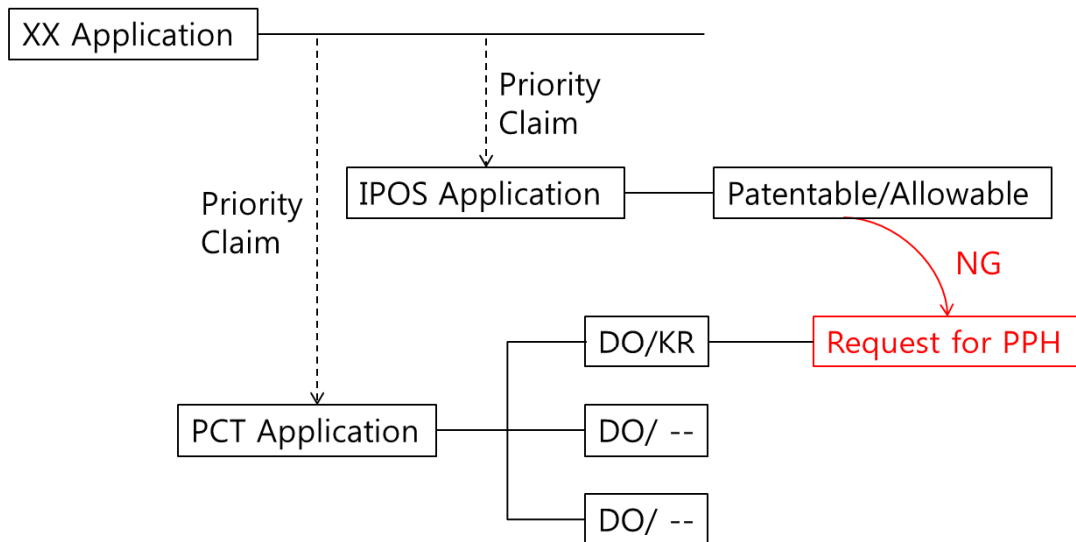 XX Application
Priority
Claim
IPOS Application
Patentable/Allowable
Priority
Claim
NG
DO/KR
Request for PPH
PCT Application
DO/ --
DO/ --